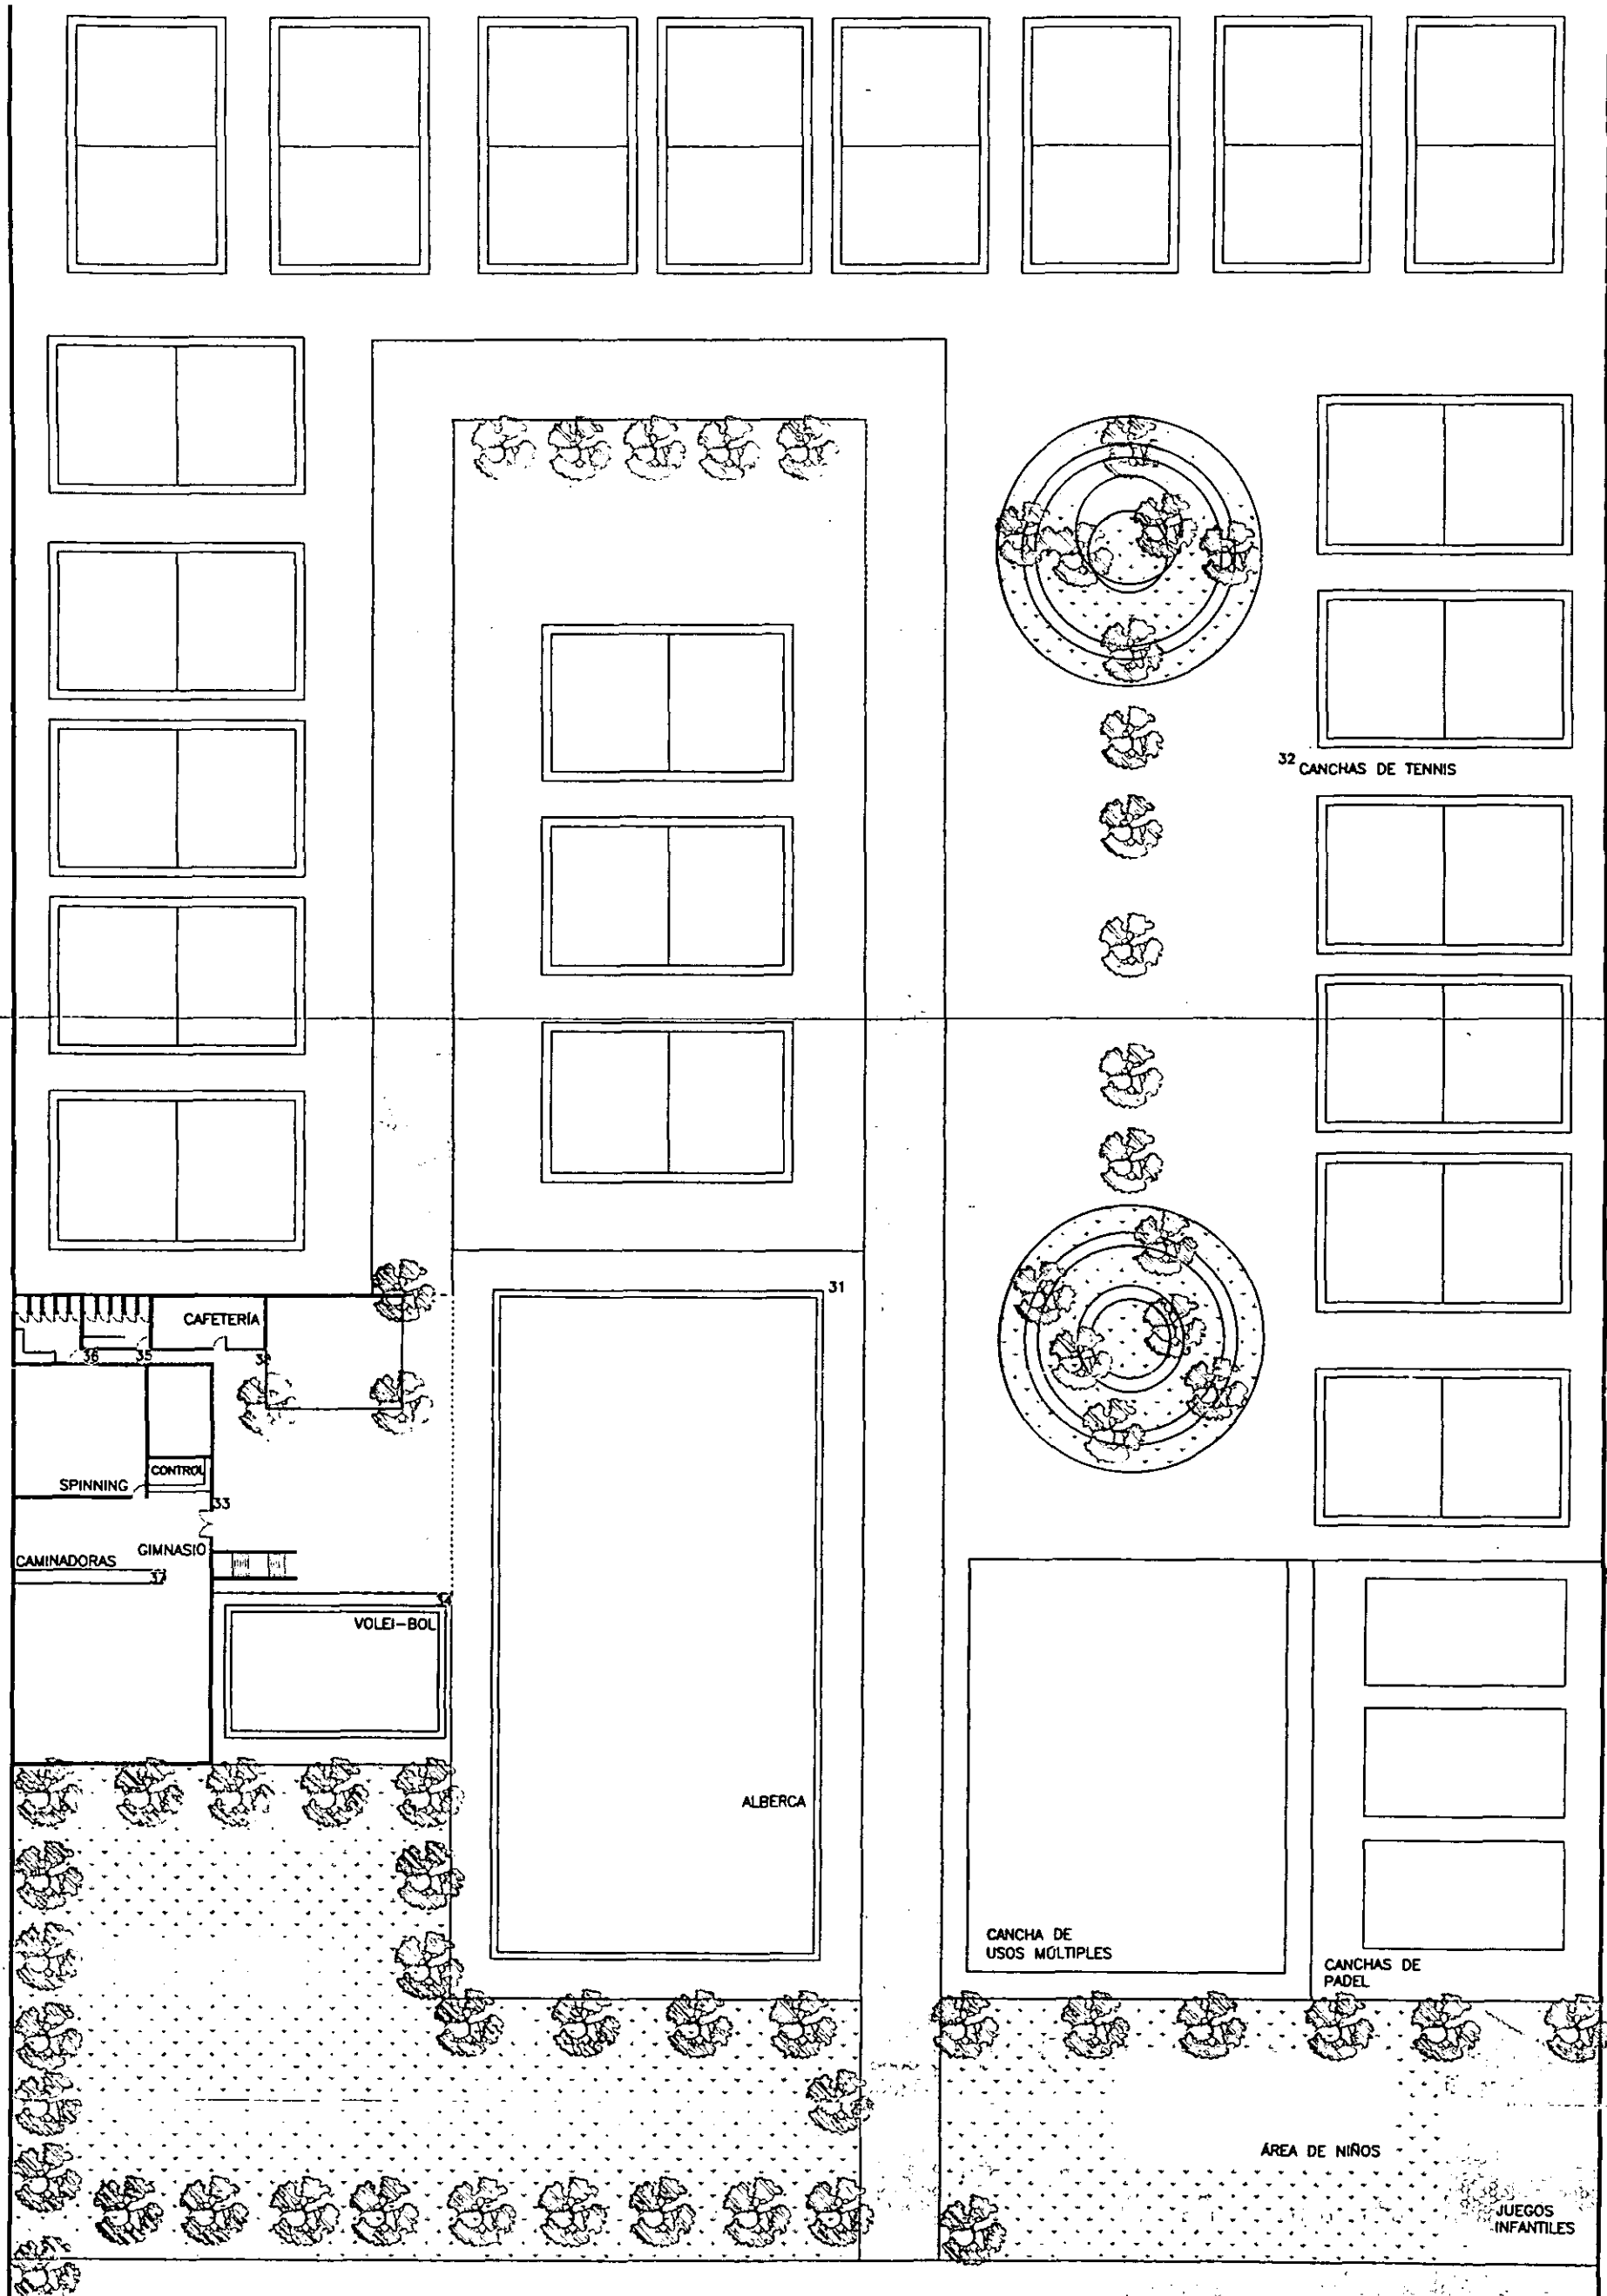 32 CANCHAS DE TENNIS
31
CAFETERÍA
36
35
CONTROL
SPINNING
33
GIMNASIO
CAMINADORAS
37
VOLEI-BOL
ALBERCA
CANCHA DE
USOS MÚLTIPLES
CANCHAS DE
PADEL
ÁREA DE NIÑOS
JUEGOS
INFANTILES